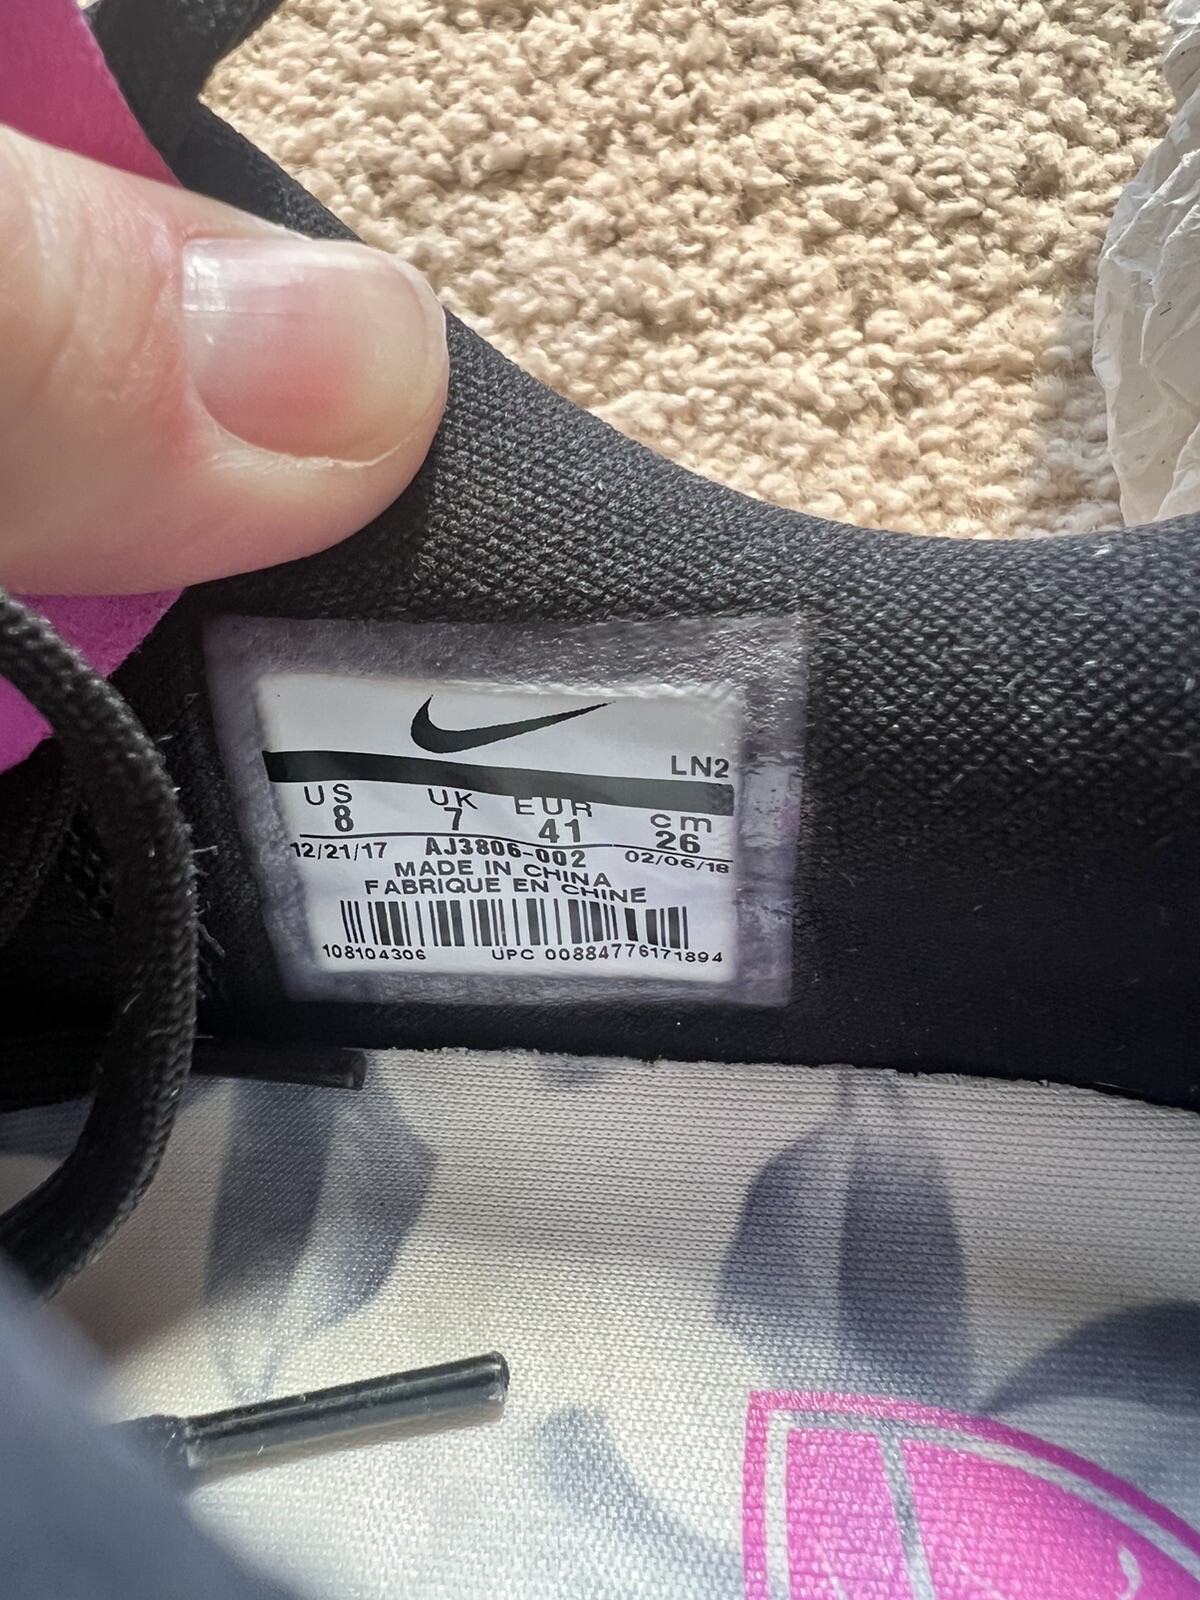 LN2
US UK EUR cm
8 7 41 26
12/21/17 AJ3806-002 02/06/18
MADE IN CHINA
FABRIQUE EN CHINE
108104306 UPC 00884776171894